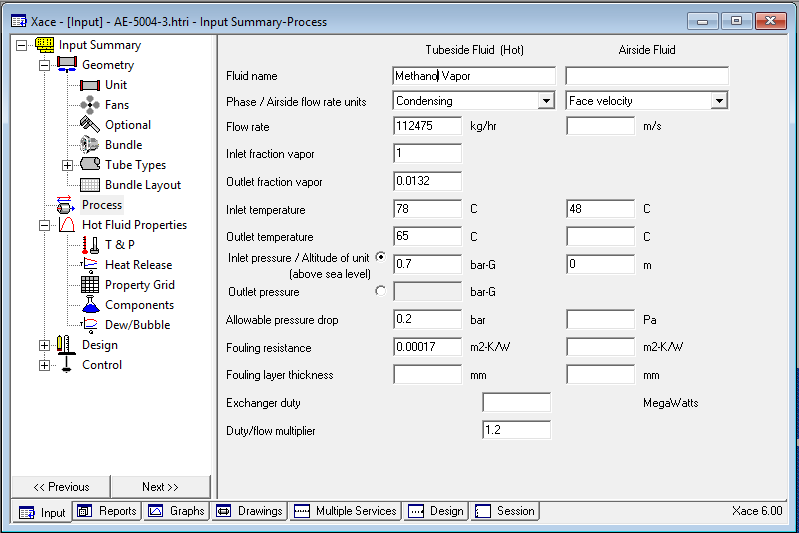 Xace - [Input] - AE-5004-3.htri - Input Summary-Process
Input Summary
Geometry
Unit
Fans
Optional
Bundle
Tube Types
Bundle Layout
Process
Hot Fluid Properties
T & P
Heat Release
Property Grid
Components
Dew/Bubble
Design
Control
<< Previous Next >>
Tubeside Fluid (Hot) Airside Fluid
Fluid name Methanol Vapor
Phase / Airside flow rate units Condensing Face velocity
Flow rate 112475 kg/hr m/s
Inlet fraction vapor 1
Outlet fraction vapor 0.0132
Inlet temperature 78 C 48 C
Outlet temperature 65 C C
Inlet pressure / Altitude of unit
(above sea level) 0.7 bar-G 0 m
Outlet pressure bar-G
Allowable pressure drop 0.2 bar Pa
Fouling resistance 0.00017 m2-K/W m2-K/W
Fouling layer thickness mm mm
Exchanger duty MegaWatts
Duty/flow multiplier 1.2
Input Reports Graphs Drawings Multiple Services Design Session Xace 6.00